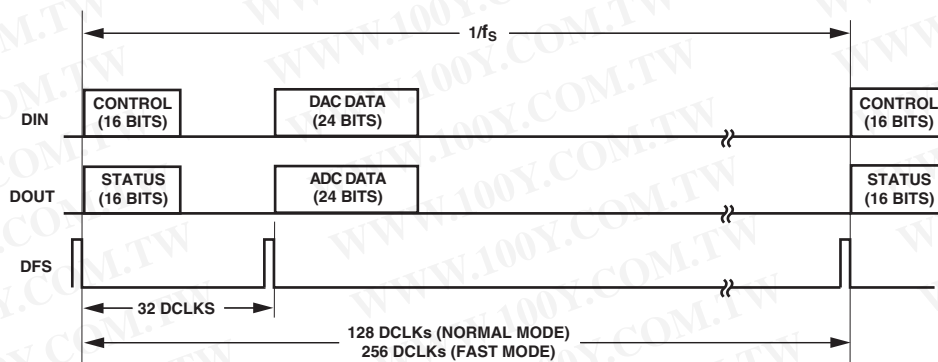 1/fS
DIN
CONTROL
(16 BITS)
DAC DATA
(24 BITS)
CONTROL
(16 BITS)
DOUT
STATUS
(16 BITS)
ADC DATA
(24 BITS)
STATUS
(16 BITS)
DFS
32 DCLKS
128 DCLKs (NORMAL MODE)
256 DCLKs (FAST MODE)
WWW.100Y.COM.TW